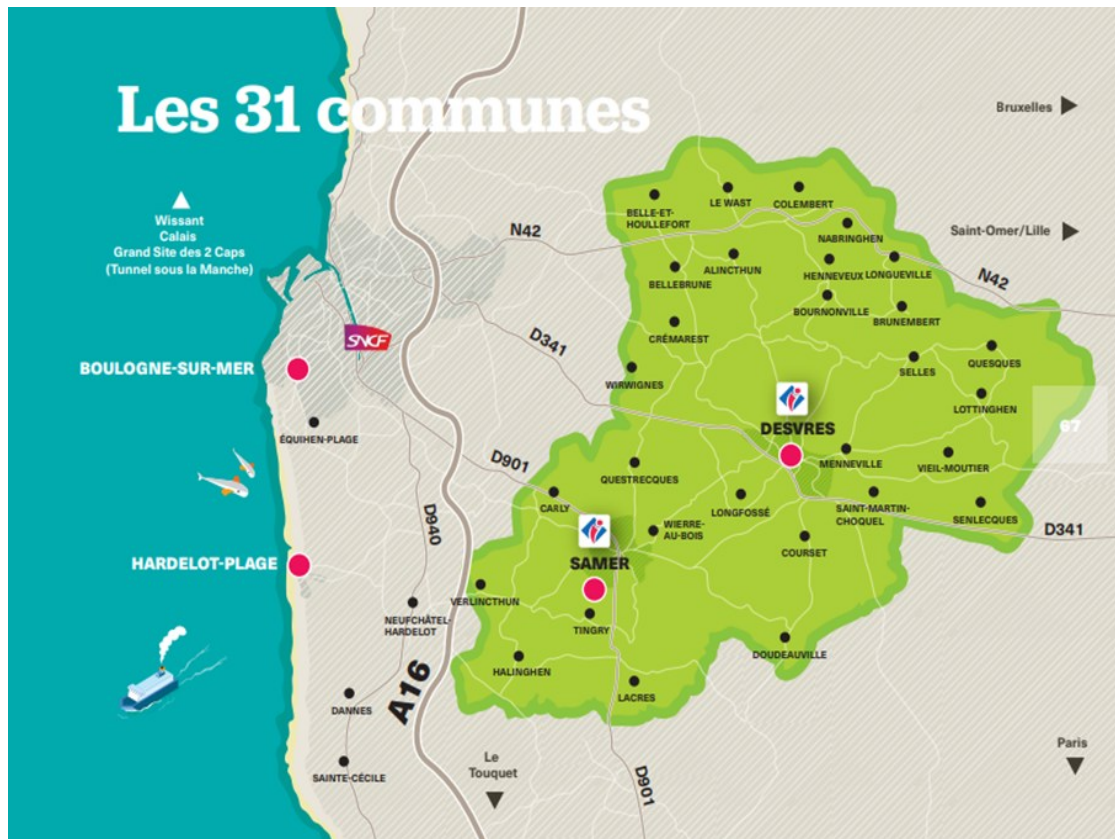 Les 31 communes
Bruxelles
Wissant
Calais
Grand Site des 2 Caps
(Tunnel sous la Manche)
BELLE-ET-
HOULLEFORT
LE WAST
COLEMBERT
N42
NABRINGHEN
Saint-Omer/Lille
ALINCTHUN
HENNEVEUX
LONGUEVILLE
BELLEBRUNE
N42
BOURNONVILLE
BRUNEMBERT
CRÉMAREST
SNCF
D341
BOULOGNE-SUR-MER
QUESQUES
SELLES
WIRWIGNES
LOTTINGHEN
67
DESVRES
ÉQUIHEN-PLAGE
D901
MENNEVILLE
VIEIL-MOUTIER
QUESTRECQUES
CARLY
LONGFOSSÉ
SAINT-MARTIN-
CHOQUEL
SENLECQUES
D940
WIERRE-
AU-BOIS
D341
COURSET
HARDELOT-PLAGE
SAMER
VERLINCTHUN
NEUFCHÂTEL-
HARDELOT
TINGRY
DOUDEAUVILLE
HALINGHEN
A16
LACRES
DANNES
Le
Touquet
Paris
SAINTE-CÉCILE
D901